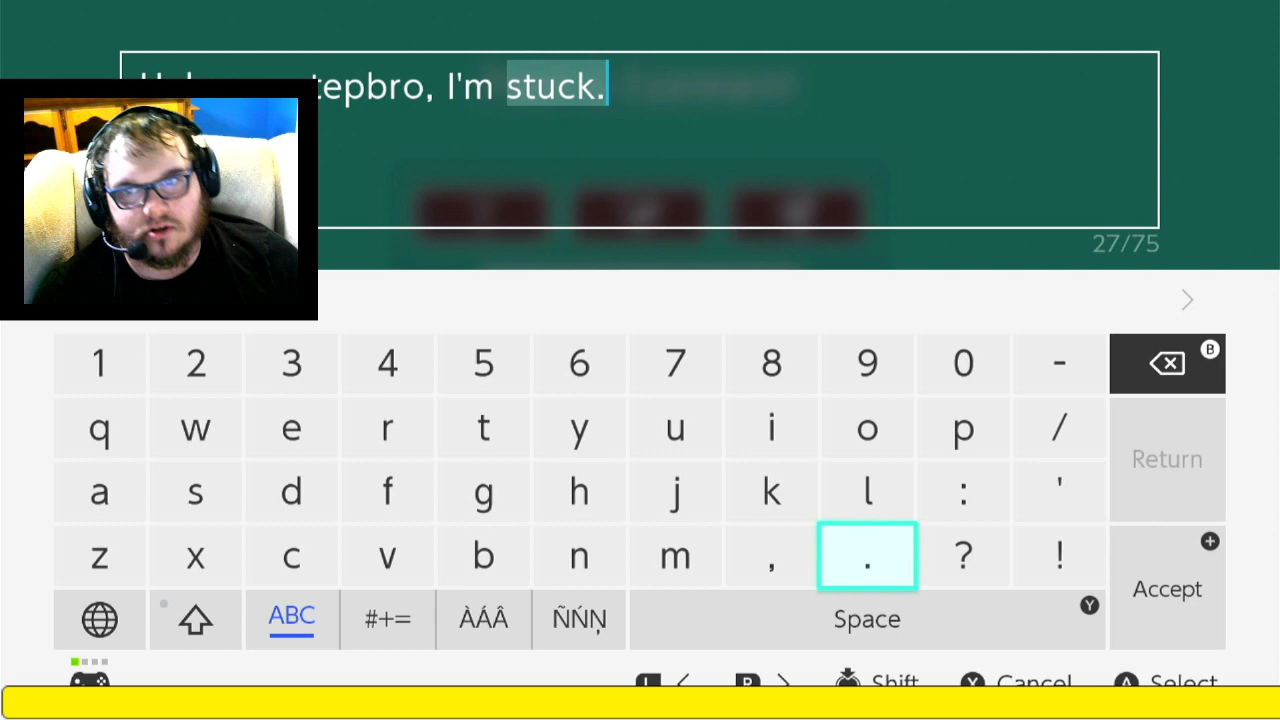 tepbro, I'm stuck.
27/75
1 2 3 4 5 6 7 8 9 0 - B
q w e r t y u i o p /
Return
a s d f g h j k l : '
z x c v b n m , . ? ! +
Accept
ABC #+= ÀÁÂ ÑŃŅ Space Y
L R Shift X Cancel A Select